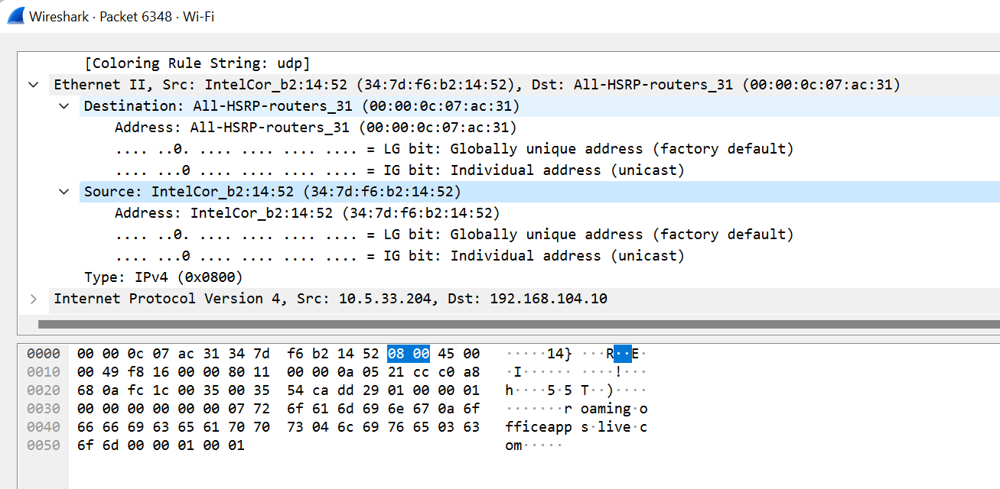 Wireshark · Packet 6348 · Wi-Fi
[Coloring Rule String: udp]
Ethernet II, Src: IntelCor_b2:14:52 (34:7d:f6:b2:14:52), Dst: All-HSRP-routers_31 (00:00:0c:07:ac:31)
Destination: All-HSRP-routers_31 (00:00:0c:07:ac:31)
Address: All-HSRP-routers_31 (00:00:0c:07:ac:31)
.... ..0. .... .... .... .... = LG bit: Globally unique address (factory default)
.... ...0 .... .... .... .... = IG bit: Individual address (unicast)
Source: IntelCor_b2:14:52 (34:7d:f6:b2:14:52)
Address: IntelCor_b2:14:52 (34:7d:f6:b2:14:52)
.... ..0. .... .... .... .... = LG bit: Globally unique address (factory default)
.... ...0 .... .... .... .... = IG bit: Individual address (unicast)
Type: IPv4 (0x0800)
Internet Protocol Version 4, Src: 10.5.33.204, Dst: 192.168.104.10
0000 00 00 0c 07 ac 31 34 7d f6 b2 14 52 08 00 45 00 ·····14} ···R··E·
0010 00 49 f8 16 00 00 80 11 00 00 0a 05 21 cc c0 a8 ·I······ ····!···
0020 68 0a fc 1c 00 35 00 35 54 ca dd 29 01 00 00 01 h····5·5 T··)····
0030 00 00 00 00 00 00 07 72 6f 61 6d 69 6e 67 0a 6f ·······r oaming·o
0040 66 66 69 63 65 61 70 70 73 04 6c 69 76 65 03 63 fficeapp s·live·c
0050 6f 6d 00 00 01 00 01 om·····